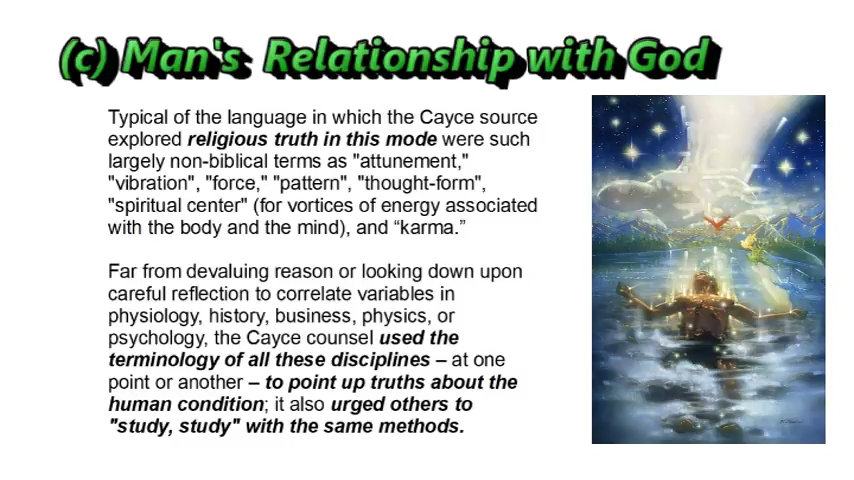 (c) Man's Relationship with God
Typical of the language in which the Cayce source
explored religious truth in this mode were such
largely non-biblical terms as "attunement,"
"vibration", "force," "pattern", "thought-form",
"spiritual center" (for vortices of energy associated
with the body and the mind), and “karma.”
Far from devaluing reason or looking down upon
careful reflection to correlate variables in
physiology, history, business, physics, or
psychology, the Cayce counsel used the
terminology of all these disciplines – at one
point or another – to point up truths about the
human condition; it also urged others to
"study, study" with the same methods.